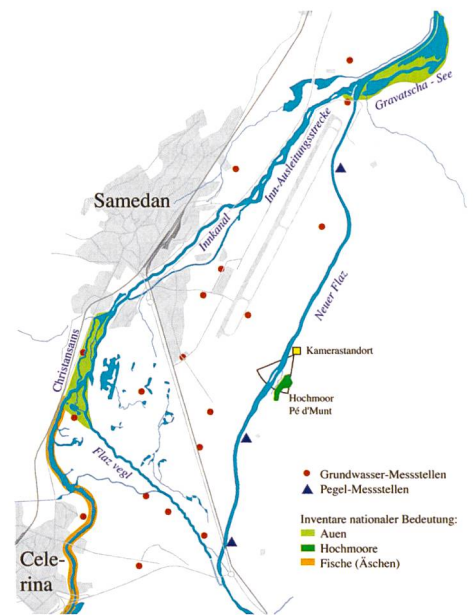 Gravatscha - See
Inn-Ausleitungsstrecke
Samedan
Innkanal
Neuer Flaz
Christansains
Kamerastandort
Hochmoor
Pé d'Munt
Flaz vegl
Grundwasser-Messstellen
Pegel-Messstellen
Inventare nationaler Bedeutung:
Auen
Hochmoore
Fische (Äschen)
Cele-
rina